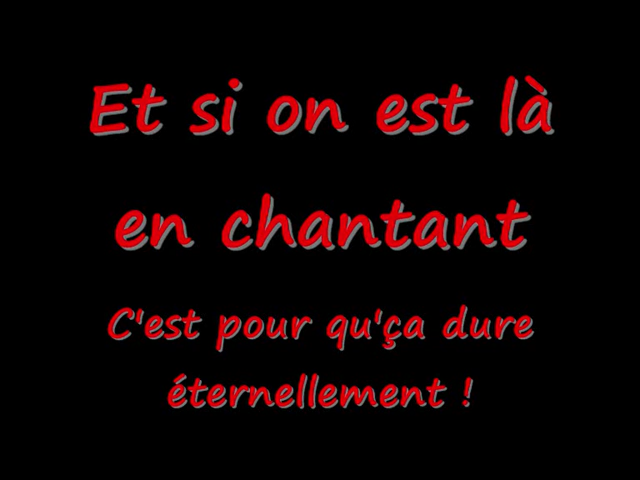 Et si on est là
en chantant
C'est pour qu'ça dure
éternellement !